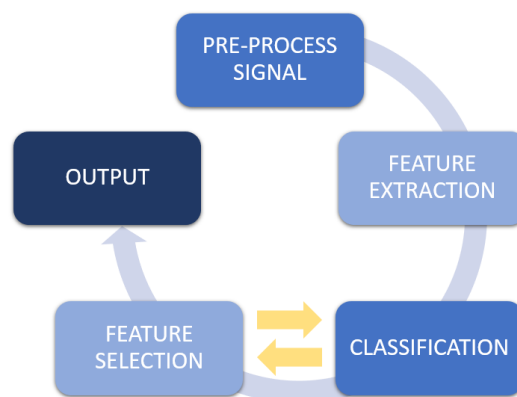 PRE-PROCESS
SIGNAL
FEATURE
EXTRACTION
CLASSIFICATION
FEATURE
SELECTION
OUTPUT